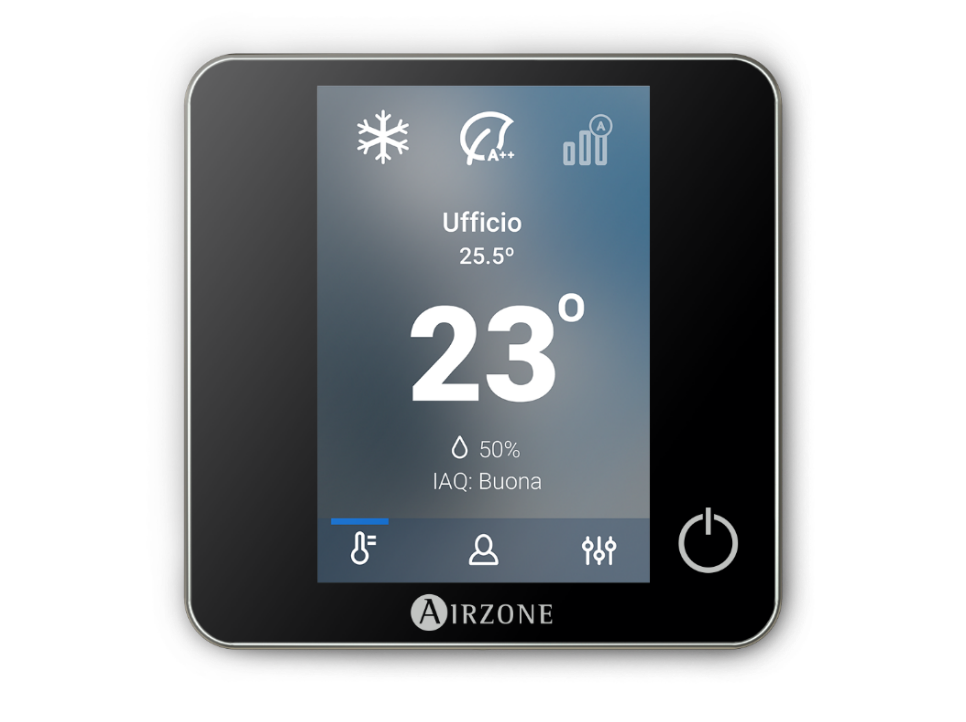 A++
A
Ufficio
25.5º
23º
50%
IAQ: Buona
AIRZONE